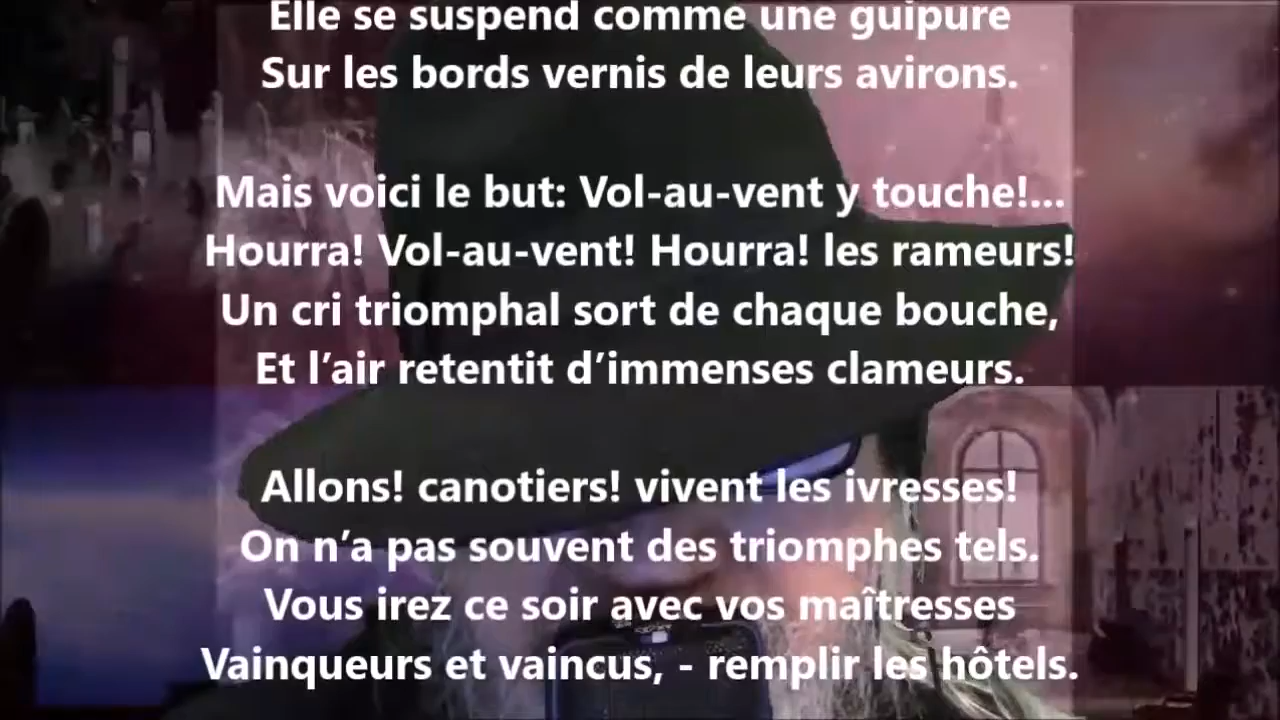 Elle se suspend comme une guipure
Sur les bords vernis de leurs avirons.
Mais voici le but: Vol-au-vent y touche!...
Hourra! Vol-au-vent! Hourra! les rameurs!
Un cri triomphal sort de chaque bouche,
Et l’air retentit d’immenses clameurs.
Allons! canotiers! vivent les ivresses!
On n’a pas souvent des triomphes tels.
Vous irez ce soir avec vos maîtresses
Vainqueurs et vaincus, - remplir les hôtels.